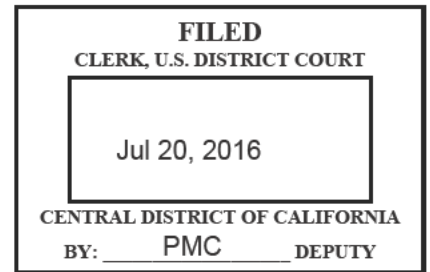 FILED
CLERK, U.S. DISTRICT COURT
Jul 20, 2016
CENTRAL DISTRICT OF CALIFORNIA
BY: PMC DEPUTY